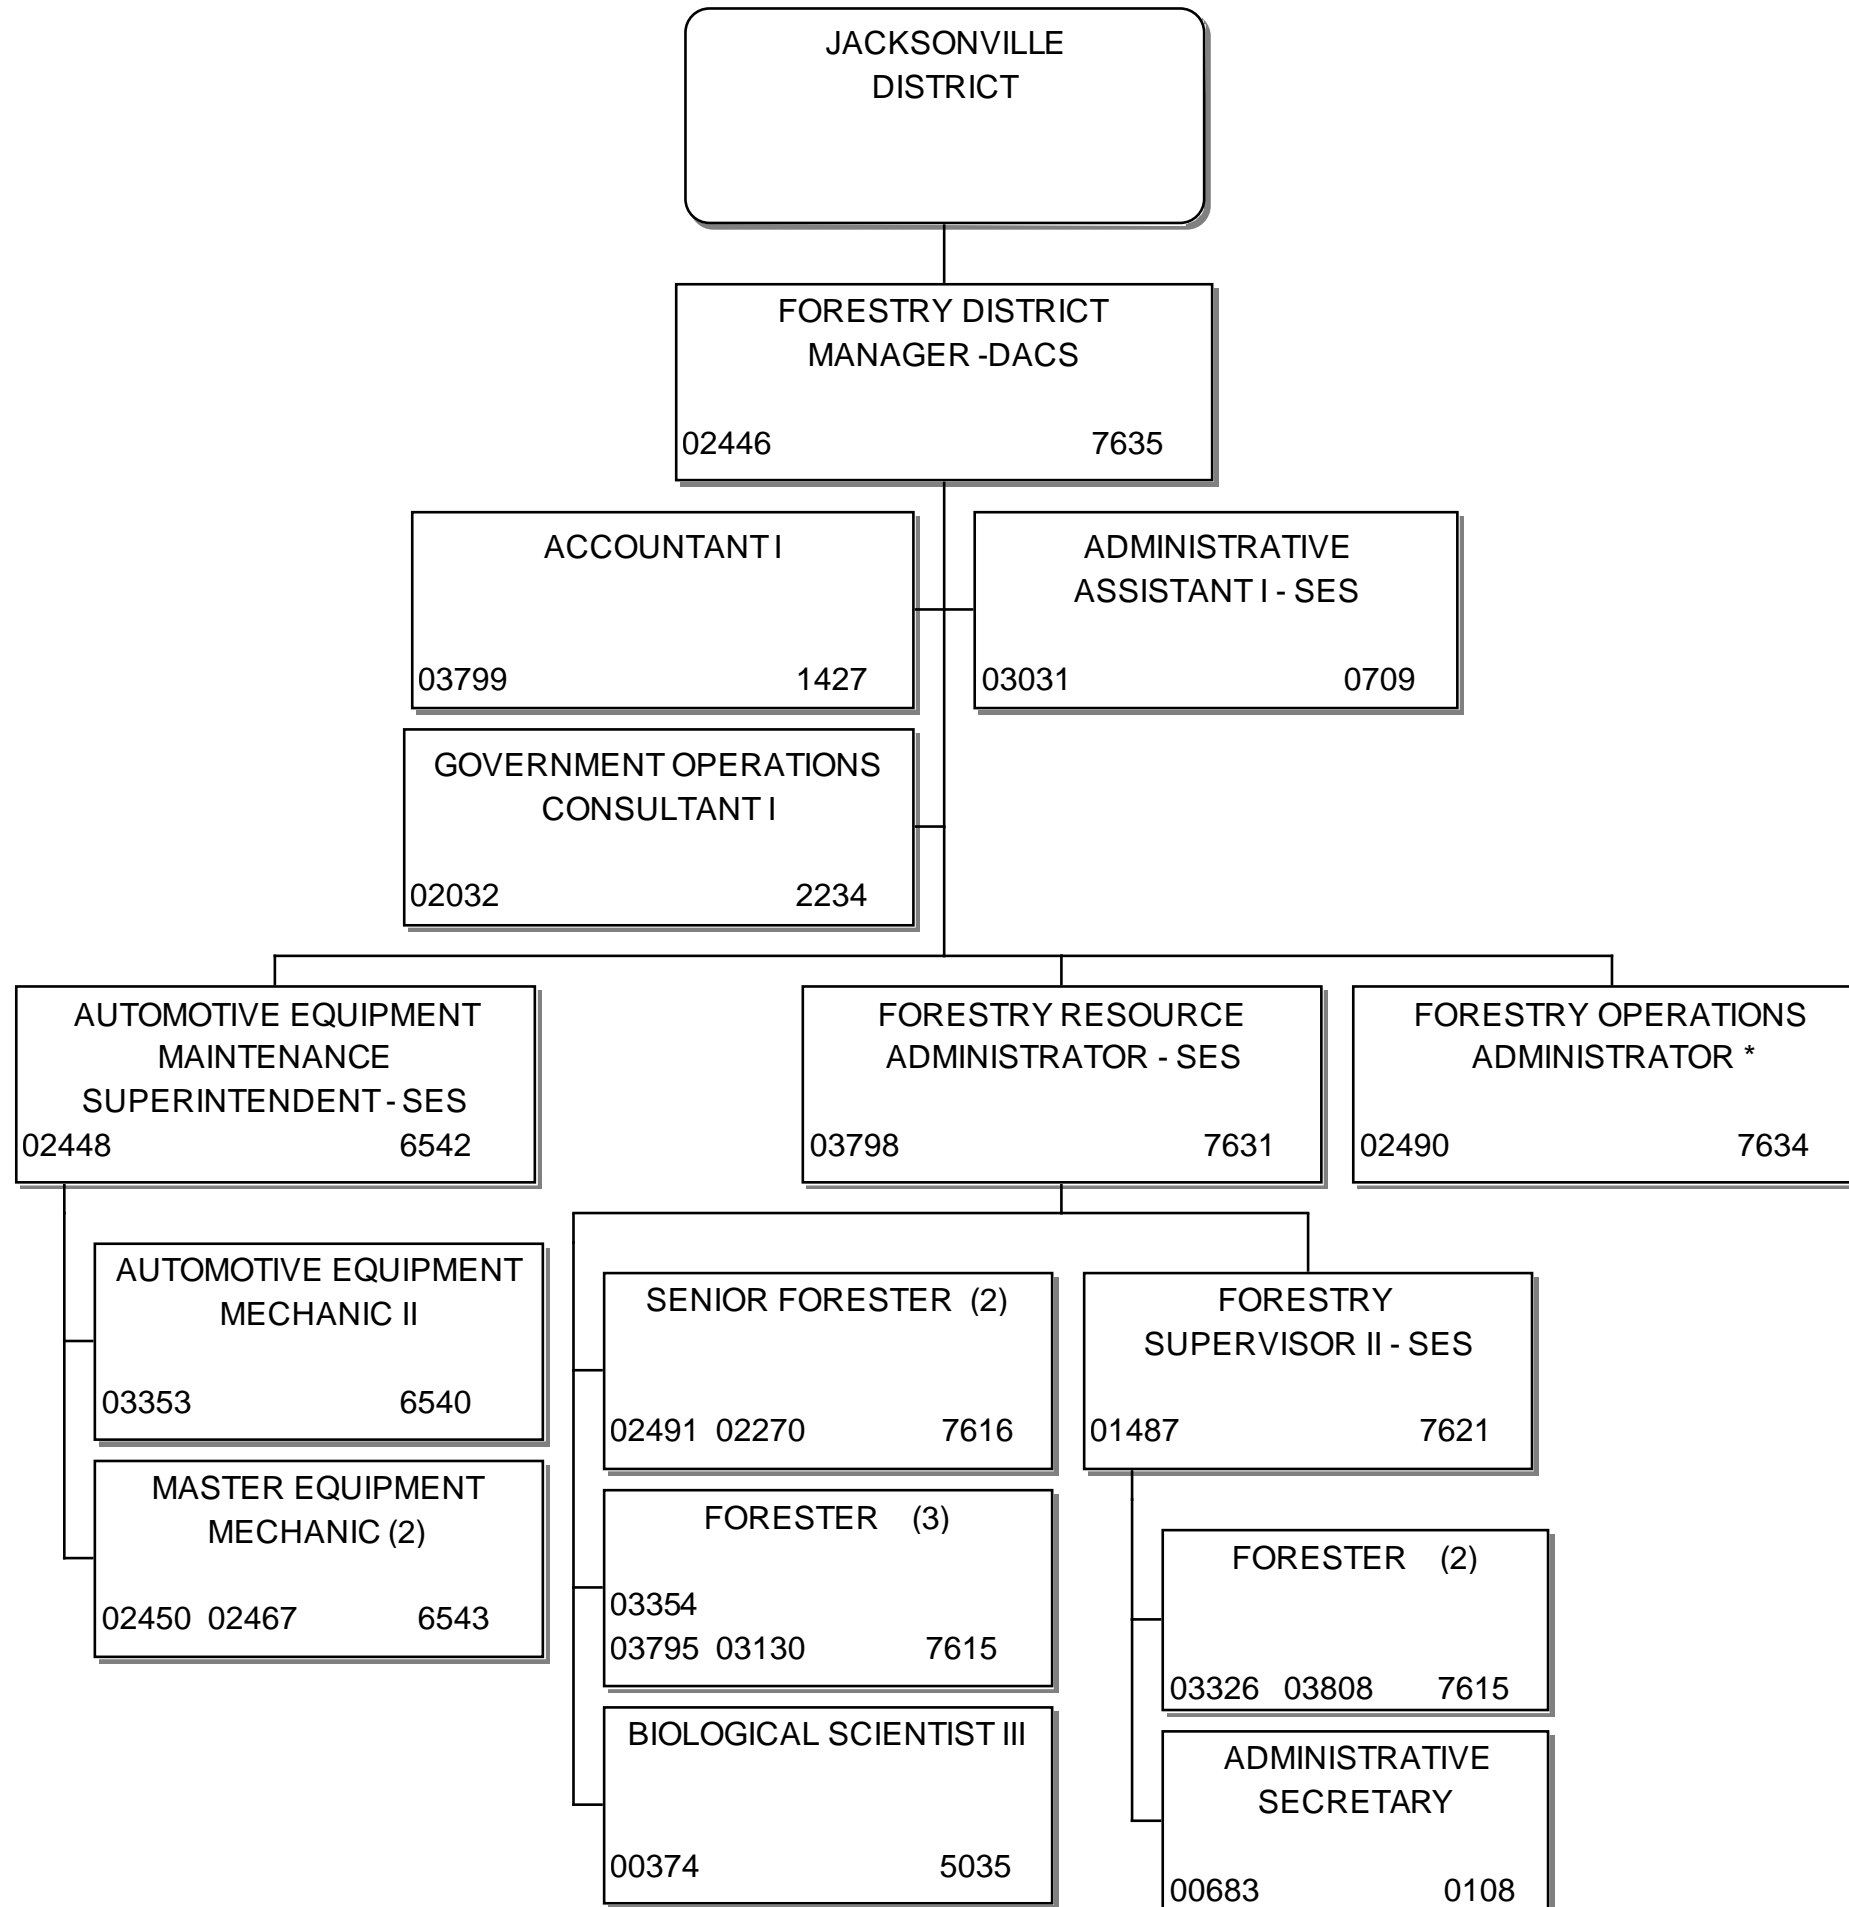 JACKSONVILLE
DISTRICT
FORESTRY DISTRICT
MANAGER -DACS
02446 7635
ACCOUNTANT I
03799 1427
ADMINISTRATIVE
ASSISTANT I - SES
03031 0709
GOVERNMENT OPERATIONS
CONSULTANT I
02032 2234
AUTOMOTIVE EQUIPMENT
MAINTENANCE
SUPERINTENDENT - SES
02448 6542
FORESTRY RESOURCE
ADMINISTRATOR - SES
03798 7631
FORESTRY OPERATIONS
ADMINISTRATOR *
02490 7634
AUTOMOTIVE EQUIPMENT
MECHANIC II
03353 6540
MASTER EQUIPMENT
MECHANIC (2)
02450 02467 6543
SENIOR FORESTER (2)
02491 02270 7616
FORESTER (3)
03354
03795 03130 7615
BIOLOGICAL SCIENTIST III
00374 5035
FORESTRY
SUPERVISOR II - SES
01487 7621
FORESTER (2)
03326 03808 7615
ADMINISTRATIVE
SECRETARY
00683 0108